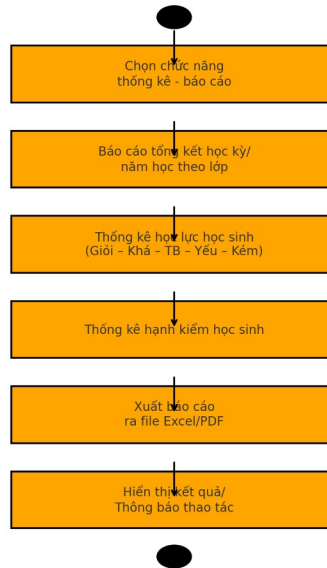 Chọn chức năng
thống kê - báo cáo
Báo cáo tổng kết học kỳ/
năm học theo lớp
Thống kê học lực học sinh
(Giỏi – Khá – TB – Yếu – Kém)
Thống kê hạnh kiểm học sinh
Xuất báo cáo
ra file Excel/PDF
Hiển thị kết quả/
Thông báo thao tác